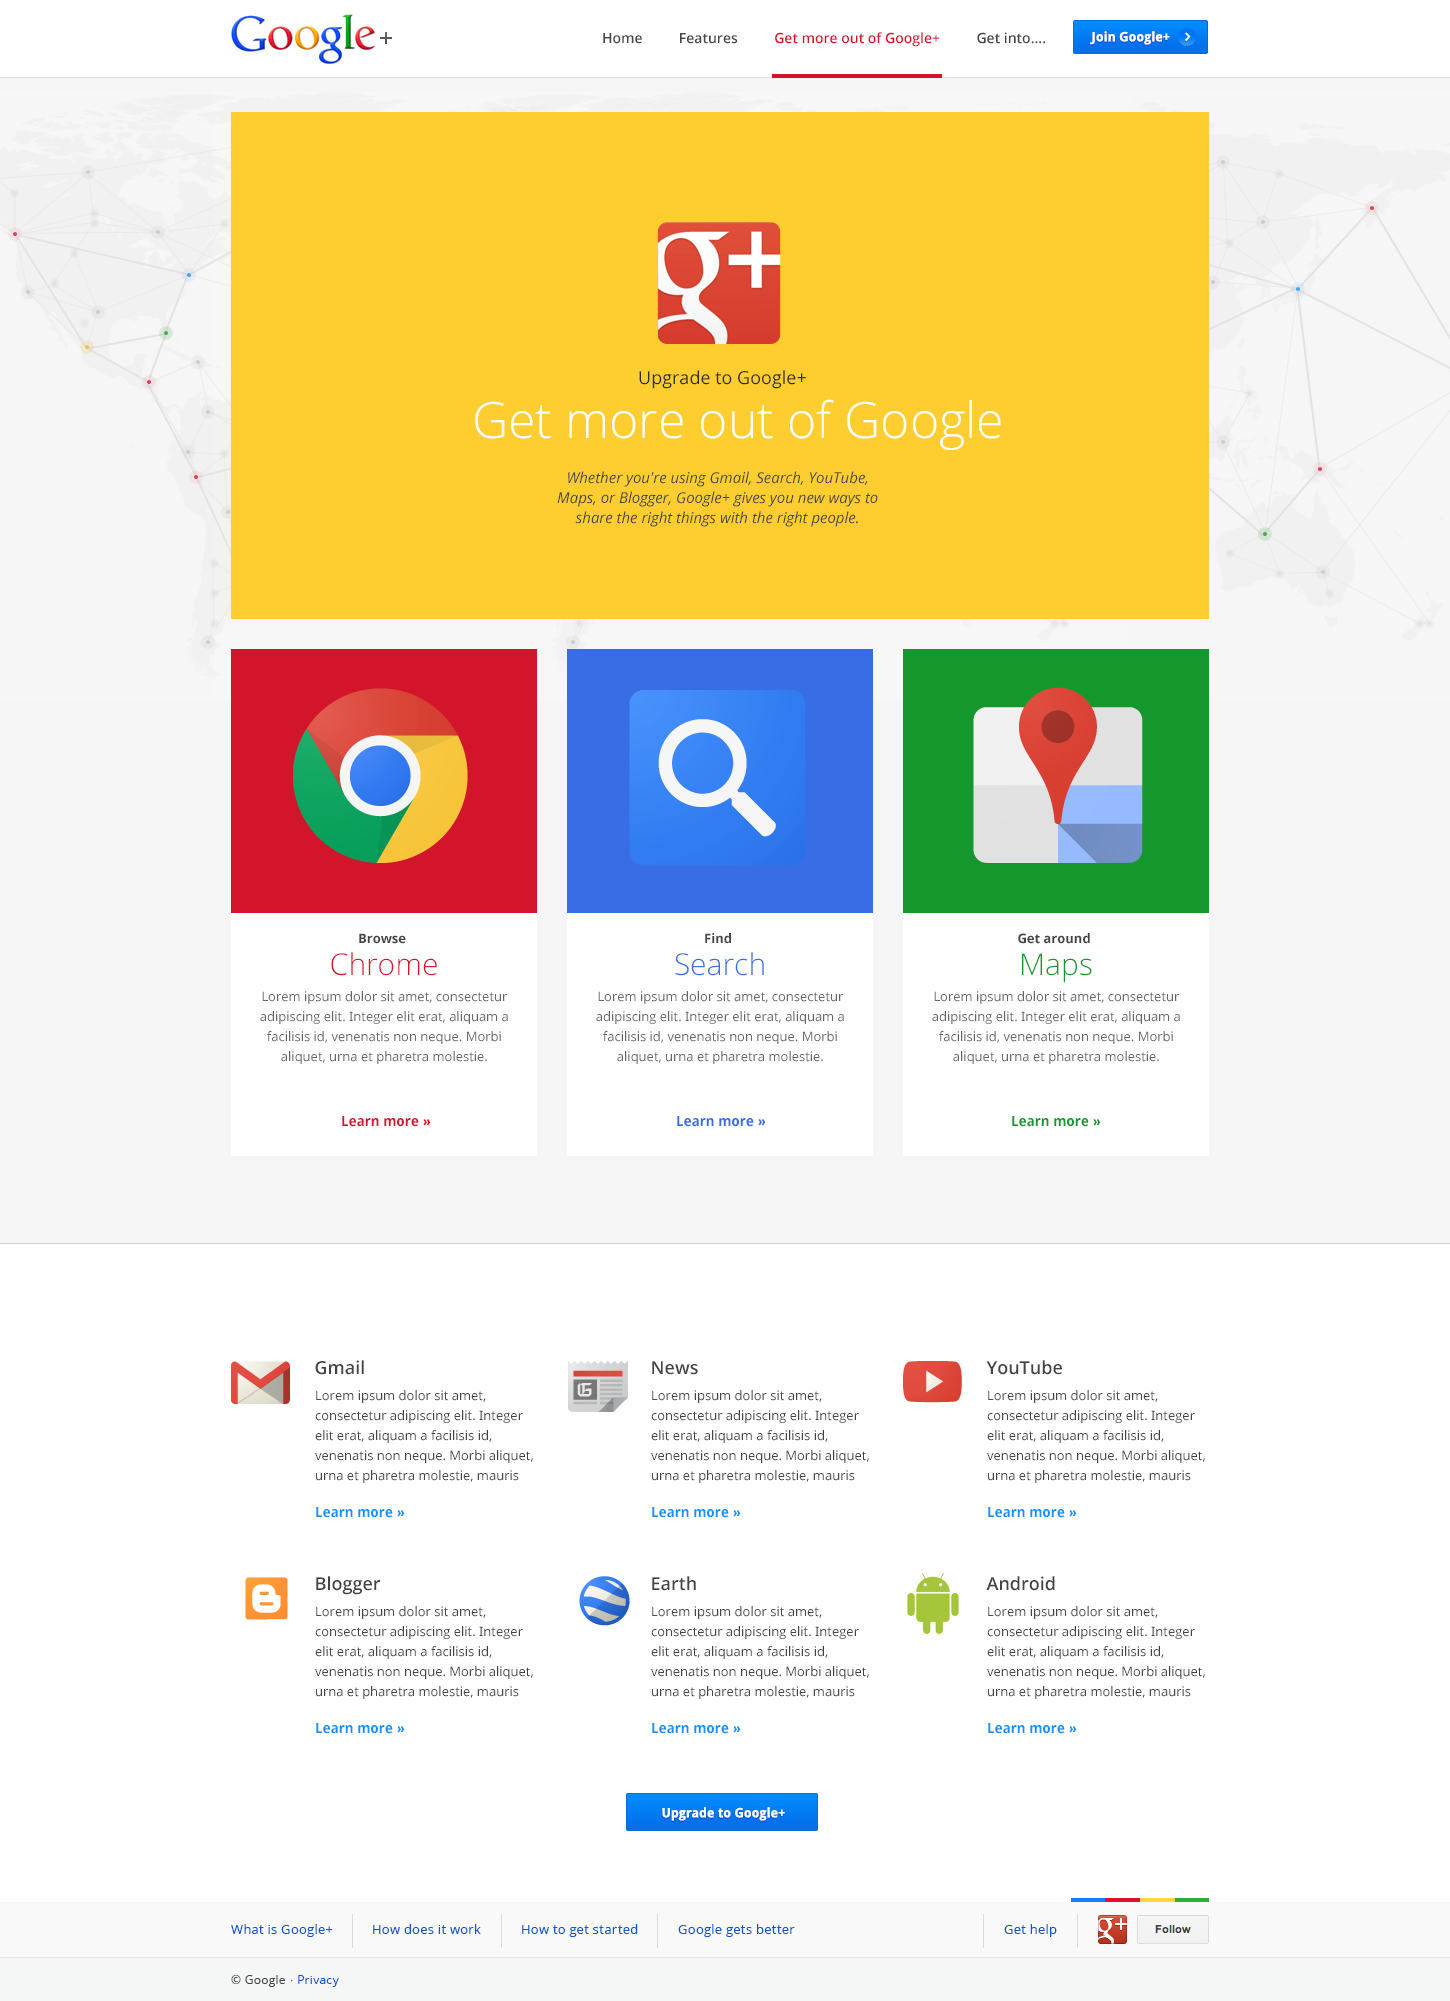 Google+
Home
Features
Get more out of Google+
Get into....
Join Google+
g+
Upgrade to Google+
Get more out of Google
Whether you're using Gmail, Search, YouTube,
Maps, or Blogger, Google+ gives you new ways to
share the right things with the right people.
Browse
Chrome
Lorem ipsum dolor sit amet, consectetur
adipiscing elit. Integer elit erat, aliquam a
facilisis id, venenatis non neque. Morbi
aliquet, urna et pharetra molestie.
Learn more »
Find
Search
Lorem ipsum dolor sit amet, consectetur
adipiscing elit. Integer elit erat, aliquam a
facilisis id, venenatis non neque. Morbi
aliquet, urna et pharetra molestie.
Learn more »
Get around
Maps
Lorem ipsum dolor sit amet, consectetur
adipiscing elit. Integer elit erat, aliquam a
facilisis id, venenatis non neque. Morbi
aliquet, urna et pharetra molestie.
Learn more »
Gmail
Lorem ipsum dolor sit amet,
consectetur adipiscing elit. Integer
elit erat, aliquam a facilisis id,
venenatis non neque. Morbi aliquet,
urna et pharetra molestie, mauris
Learn more »
G
News
Lorem ipsum dolor sit amet,
consectetur adipiscing elit. Integer
elit erat, aliquam a facilisis id,
venenatis non neque. Morbi aliquet,
urna et pharetra molestie, mauris
Learn more »
YouTube
Lorem ipsum dolor sit amet,
consectetur adipiscing elit. Integer
elit erat, aliquam a facilisis id,
venenatis non neque. Morbi aliquet,
urna et pharetra molestie, mauris
Learn more »
B
Blogger
Lorem ipsum dolor sit amet,
consectetur adipiscing elit. Integer
elit erat, aliquam a facilisis id,
venenatis non neque. Morbi aliquet,
urna et pharetra molestie, mauris
Learn more »
Earth
Lorem ipsum dolor sit amet,
consectetur adipiscing elit. Integer
elit erat, aliquam a facilisis id,
venenatis non neque. Morbi aliquet,
urna et pharetra molestie, mauris
Learn more »
Android
Lorem ipsum dolor sit amet,
consectetur adipiscing elit. Integer
elit erat, aliquam a facilisis id,
venenatis non neque. Morbi aliquet,
urna et pharetra molestie, mauris
Learn more »
Upgrade to Google+
What is Google+
How does it work
How to get started
Google gets better
Get help
g+
Follow
© Google · Privacy